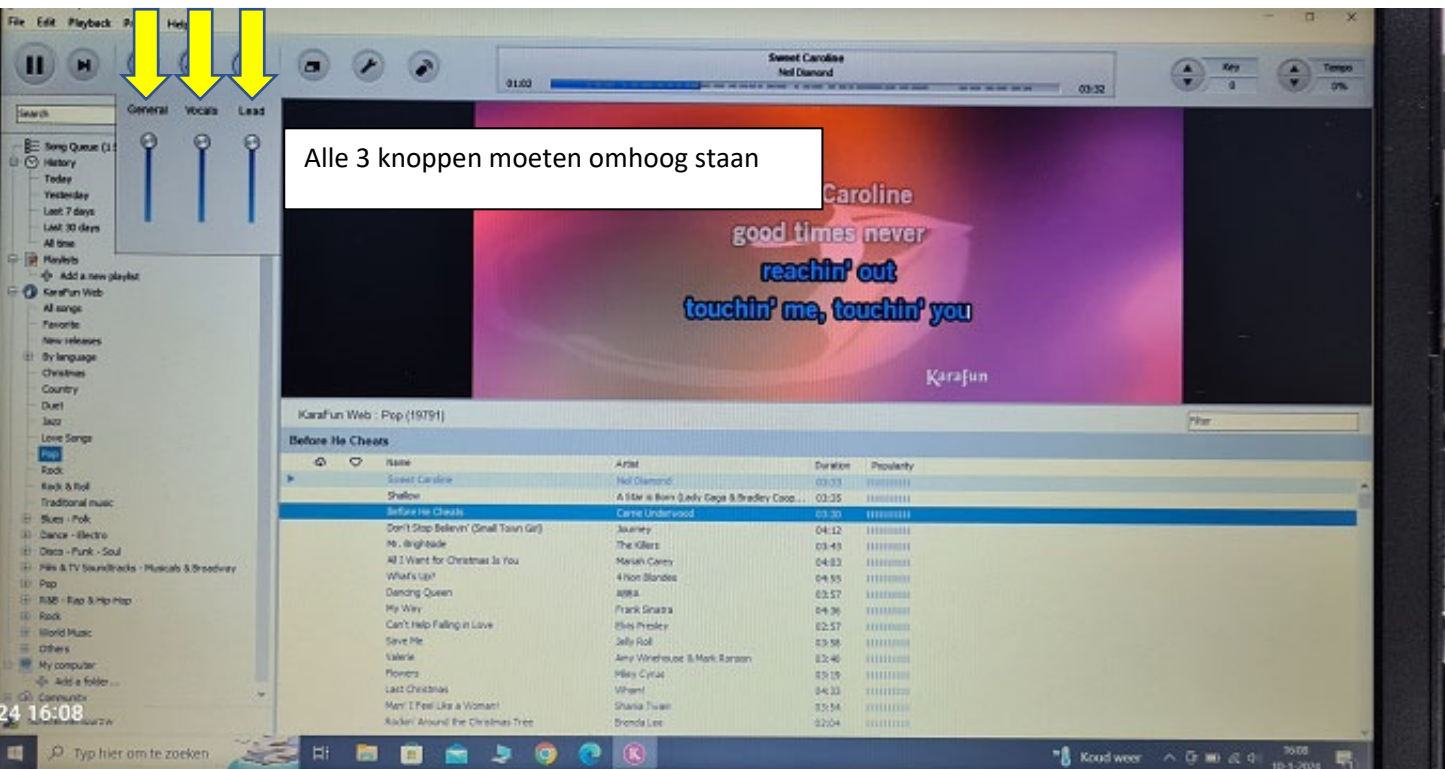 File Edit Playback
Sweet Caroline
Neil Diamond
01:02
03:32
Key
0
Tempo
0%
Search
General Vocals Lead
Alle 3 knoppen moeten omhoog staan
Song Queue
History
Today
Yesterday
Last 7 days
Last 30 days
All time
Playlists
Add a new playlist
KaraFun Web
All songs
Favorite
New releases
By language
Christmas
Country
Duet
Jazz
Love Songs
Pop
Rock
Rock & Roll
Traditional music
Blues - Folk
Dance - Electro
Disco - Funk - Soul
Film & TV Soundtracks - Musicals & Broadway
Pop
R&B - Rap & Hip-Hop
Rock
World Music
Others
My computer
Add a folder...
Community
Caroline
good times never
reachin' out
touchin' me, touchin' you
KaraFun
KaraFun Web : Pop (19791)
Filter
Before He Cheats
Name Artist Duration Popularity
Sweet Caroline Neil Diamond 03:33
Shallow A Star is Born (Lady Gaga & Bradley Coop... 03:35
Before He Cheats Carrie Underwood 03:20
Don't Stop Believin' (Small Town Girl) Journey 04:12
Mr. Brightside The Killers 03:43
All I Want for Christmas Is You Mariah Carey 04:03
What's Up? 4 Non Blondes 04:55
Dancing Queen ABBA 03:57
My Way Frank Sinatra 04:36
Can't Help Falling in Love Elvis Presley 02:57
Save Me Jelly Roll 03:58
Valerie Amy Winehouse & Mark Ronson 03:46
Flowers Miley Cyrus 03:19
Last Christmas Wham! 04:33
Man! I Feel Like a Woman! Shania Twain 03:54
Rockin' Around the Christmas Tree Brenda Lee 02:04
24 16:08
Typ hier om te zoeken
Koud weer
16:08
10-1-2024